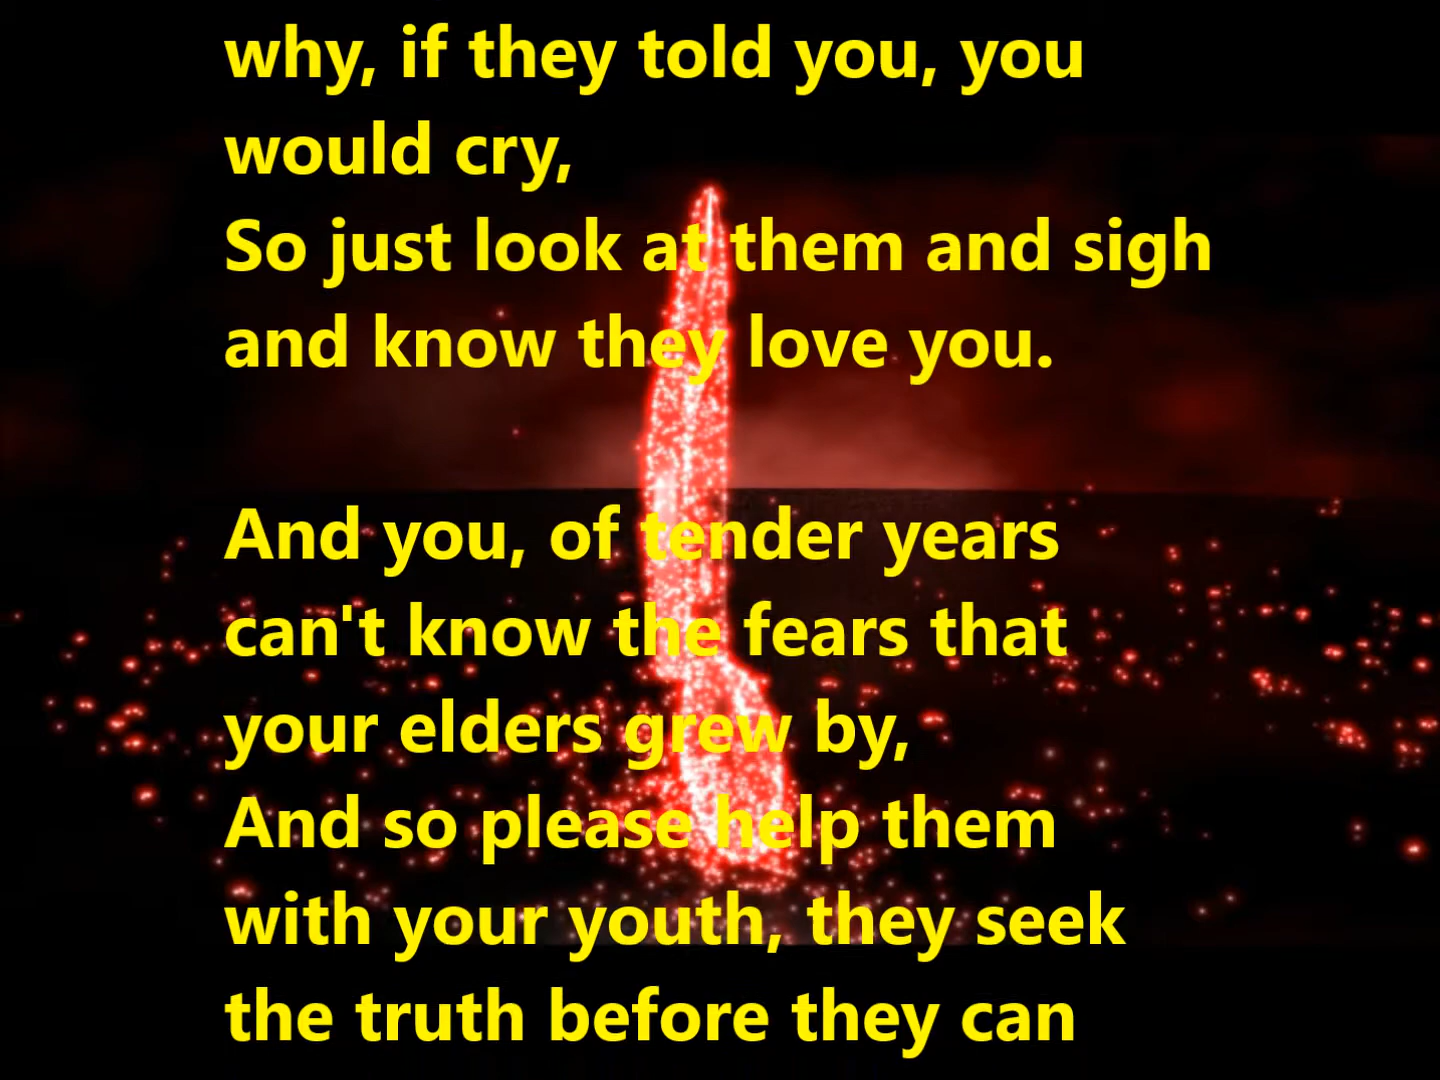 why, if they told you, you
would cry,
So just look at them and sigh
and know they love you.
And you, of tender years
can't know the fears that
your elders grew by,
And so please help them
with your youth, they seek
the truth before they can